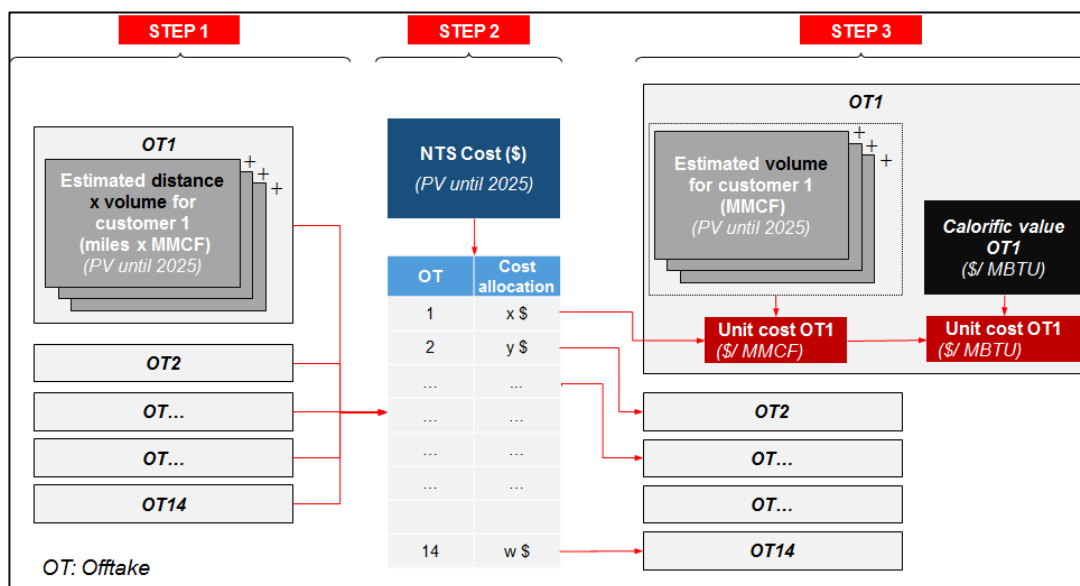 STEP 1
STEP 2
STEP 3
OT1
Estimated distance
x volume for
customer 1
(miles x MMCF)
(PV until 2025)
+
+
+
OT2
OT...
OT...
OT14
OT: Offtake
NTS Cost ($)
(PV until 2025)
OT Cost
allocation
1 x $
2 y $
... ...
... ...
... ...
... ...
14 w $
OT1
Estimated volume
for customer 1
(MMCF)
(PV until 2025)
+
+
+
Calorific value
OT1
($/ MBTU)
Unit cost OT1
($/ MMCF)
Unit cost OT1
($/ MBTU)
OT2
OT...
OT...
OT14